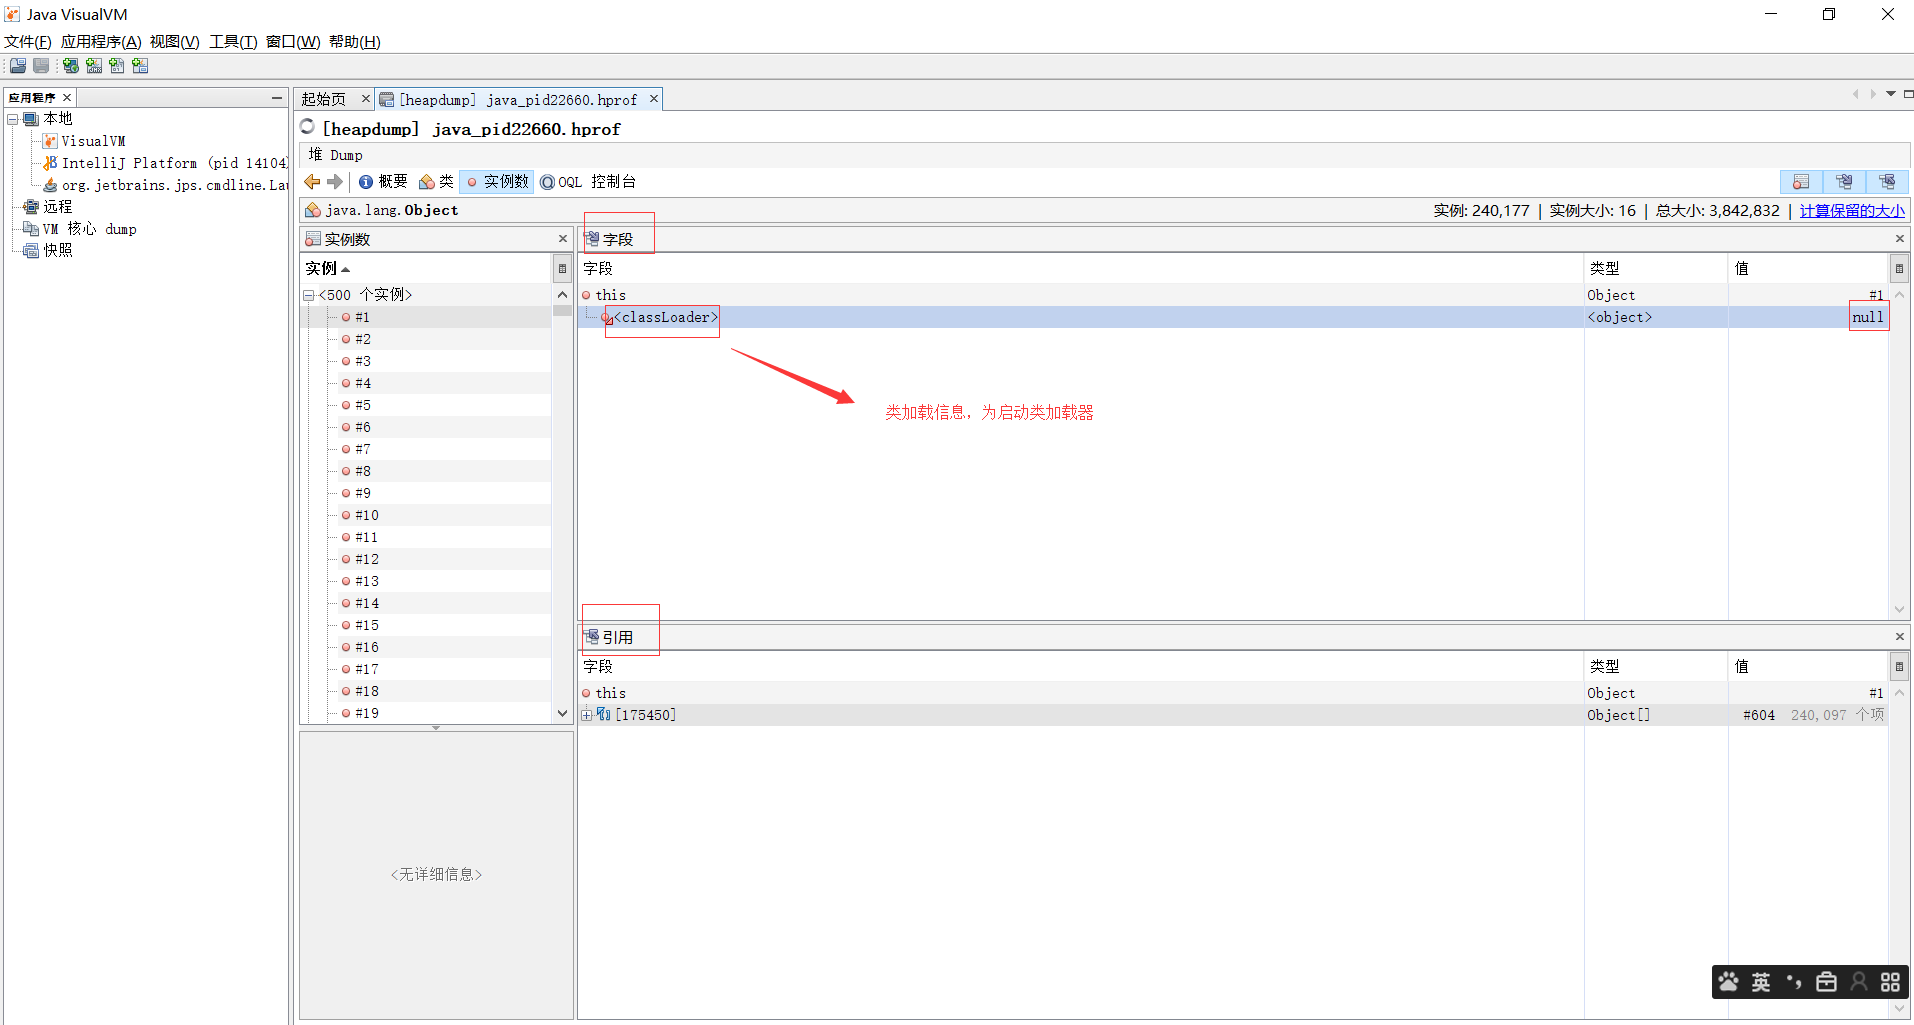 Java VisualVM
文件(F) 应用程序(A) 视图(V) 工具(T) 窗口(W) 帮助(H)
应用程序
本地
VisualVM
IntelliJ Platform (pid 14104)
org.jetbrains.jps.cmdline.Lau
远程
VM 核心 dump
快照
起始页
[heapdump] java_pid22660.hprof
[heapdump] java_pid22660.hprof
堆 Dump
概要 类 实例数 OQL 控制台
java.lang.Object
实例: 240,177 | 实例大小: 16 | 总大小: 3,842,832 | 计算保留的大小
实例数
实例
<500 个实例>
#1
#2
#3
#4
#5
#6
#7
#8
#9
#10
#11
#12
#13
#14
#15
#16
#17
#18
#19
<无详细信息>
字段
字段 类型 值
this Object #1
<classLoader> <object> null
类加载信息，为启动类加载器
引用
字段 类型 值
this Object #1
[175450] Object[] #604 240,097 个项
英